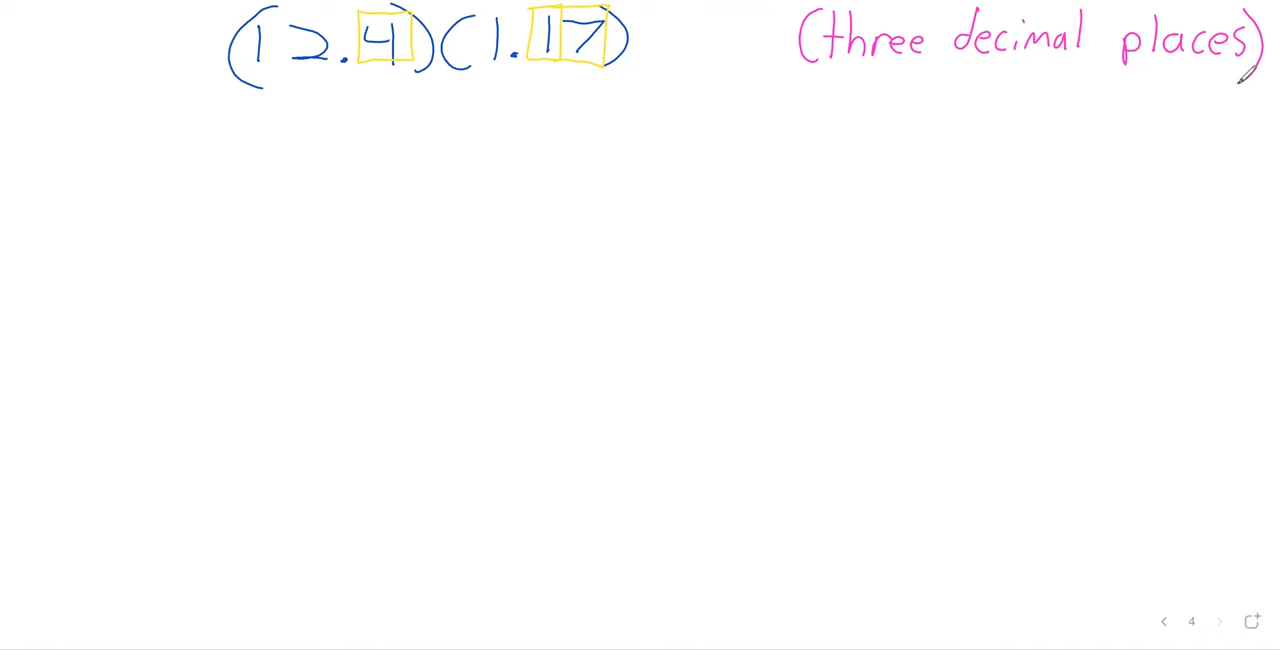 (12.4)(1.17) (three decimal places)
< 4 >